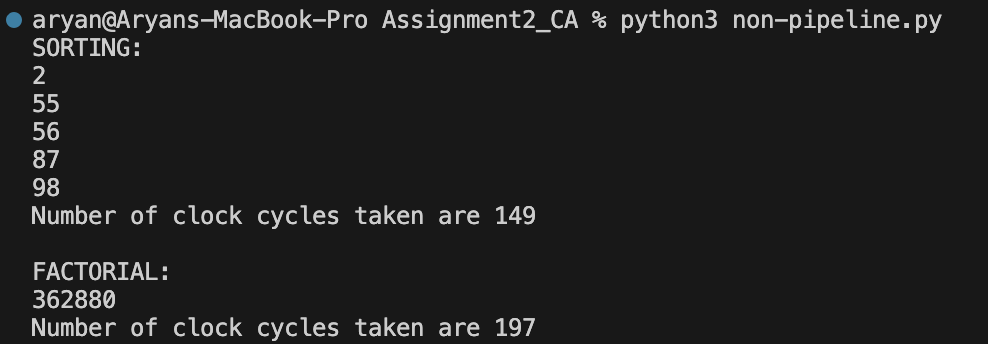 aryan@Aryans-MacBook-Pro Assignment2_CA % python3 non-pipeline.py
SORTING:
2
55
56
87
98
Number of clock cycles taken are 149
FACTORIAL:
362880
Number of clock cycles taken are 197